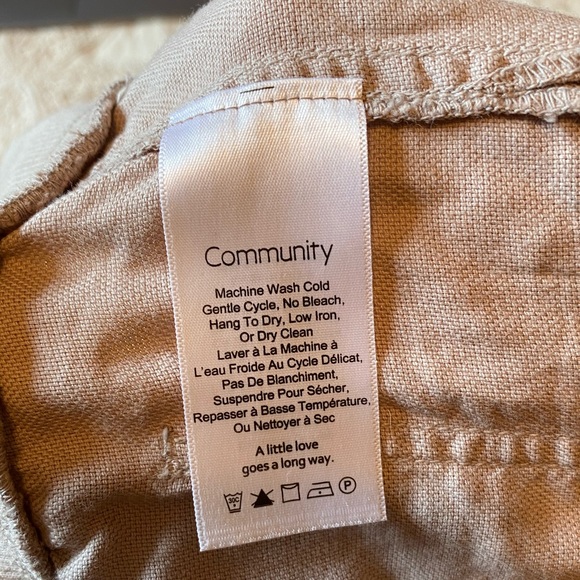 Community
Machine Wash Cold
Gentle Cycle, No Bleach,
Hang To Dry, Low Iron,
Or Dry Clean
Laver à La Machine à
L'eau Froide Au Cycle Délicat,
Pas De Blanchiment,
Suspendre Pour Sécher,
Repasser à Basse Température,
Ou Nettoyer à Sec
A little love
goes a long way.
30C P